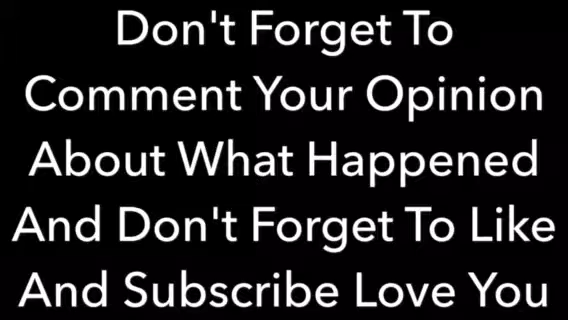 Don't Forget To
Comment Your Opinion
About What Happened
And Don't Forget To Like
And Subscribe Love You